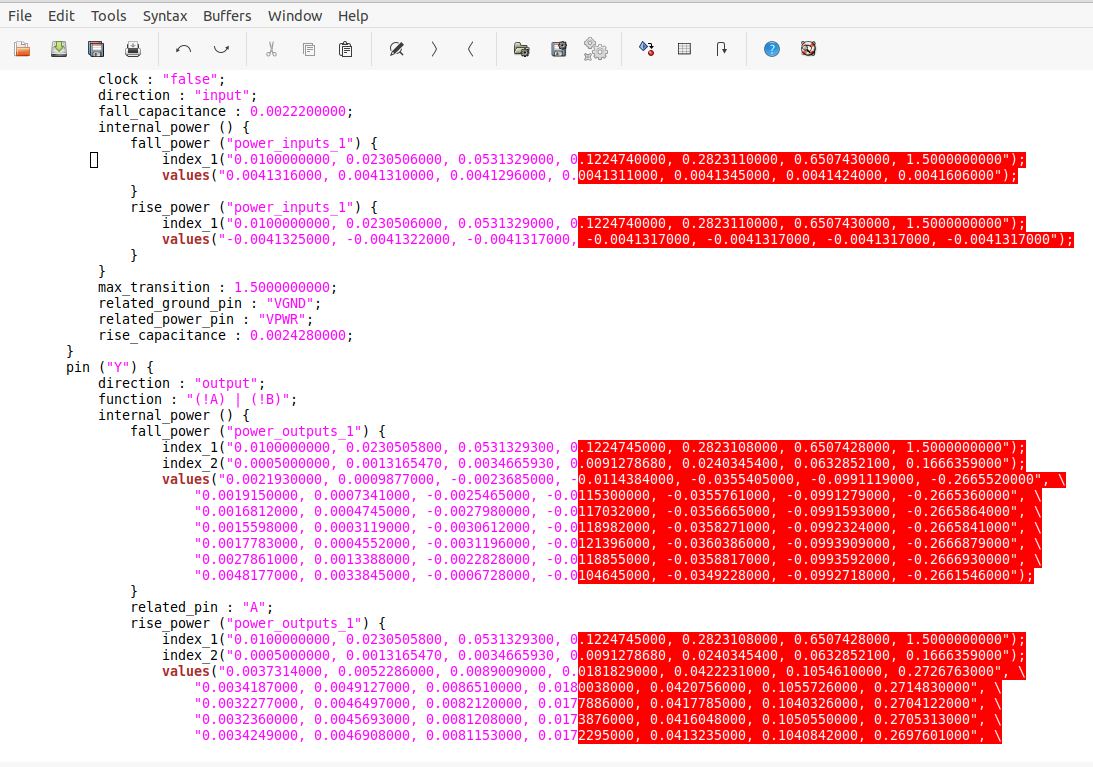 File Edit Tools Syntax Buffers Window Help
clock : "false";
direction : "input";
fall_capacitance : 0.0022200000;
internal_power () {
fall_power ("power_inputs_1") {
index_1("0.0100000000, 0.0230506000, 0.0531329000, 0.1224740000, 0.2823110000, 0.6507430000, 1.5000000000");
values("0.0041316000, 0.0041310000, 0.0041296000, 0.0041311000, 0.0041345000, 0.0041424000, 0.0041606000");
}
rise_power ("power_inputs_1") {
index_1("0.0100000000, 0.0230506000, 0.0531329000, 0.1224740000, 0.2823110000, 0.6507430000, 1.5000000000");
values("-0.0041325000, -0.0041322000, -0.0041317000, -0.0041317000, -0.0041317000, -0.0041317000, -0.0041317000");
}
}
max_transition : 1.5000000000;
related_ground_pin : "VGND";
related_power_pin : "VPWR";
rise_capacitance : 0.0024280000;
}
pin ("Y") {
direction : "output";
function : "(!A) | (!B)";
internal_power () {
fall_power ("power_outputs_1") {
index_1("0.0100000000, 0.0230505800, 0.0531329300, 0.1224745000, 0.2823108000, 0.6507428000, 1.5000000000");
index_2("0.0005000000, 0.0013165470, 0.0034665930, 0.0091278680, 0.0240345400, 0.0632852100, 0.1666359000");
values("0.0021930000, 0.0009877000, -0.0023685000, -0.0114384000, -0.0355405000, -0.0991119000, -0.2665520000", \
"0.0019150000, 0.0007341000, -0.0025465000, -0.0115300000, -0.0355761000, -0.0991279000, -0.2665360000", \
"0.0016812000, 0.0004745000, -0.0027980000, -0.0117032000, -0.0356665000, -0.0991593000, -0.2665864000", \
"0.0015598000, 0.0003119000, -0.0030612000, -0.0118982000, -0.0358271000, -0.0992324000, -0.2665841000", \
"0.0017783000, 0.0004552000, -0.0031196000, -0.0121396000, -0.0360386000, -0.0993909000, -0.2666879000", \
"0.0027861000, 0.0013388000, -0.0022828000, -0.0118855000, -0.0358817000, -0.0993592000, -0.2666930000", \
"0.0048177000, 0.0033845000, -0.0006728000, -0.0104645000, -0.0349228000, -0.0992718000, -0.2661546000");
}
related_pin : "A";
rise_power ("power_outputs_1") {
index_1("0.0100000000, 0.0230505800, 0.0531329300, 0.1224745000, 0.2823108000, 0.6507428000, 1.5000000000");
index_2("0.0005000000, 0.0013165470, 0.0034665930, 0.0091278680, 0.0240345400, 0.0632852100, 0.1666359000");
values("0.0037314000, 0.0052286000, 0.0089009000, 0.0181829000, 0.0422231000, 0.1054610000, 0.2726763000", \
"0.0034187000, 0.0049127000, 0.0086510000, 0.0180038000, 0.0420756000, 0.1055726000, 0.2714830000", \
"0.0032277000, 0.0046497000, 0.0082120000, 0.0177886000, 0.0417785000, 0.1040326000, 0.2704122000", \
"0.0032360000, 0.0045693000, 0.0081208000, 0.0173876000, 0.0416048000, 0.1050550000, 0.2705313000", \
"0.0034249000, 0.0046908000, 0.0081153000, 0.0172295000, 0.0413235000, 0.1040842000, 0.2697601000", \